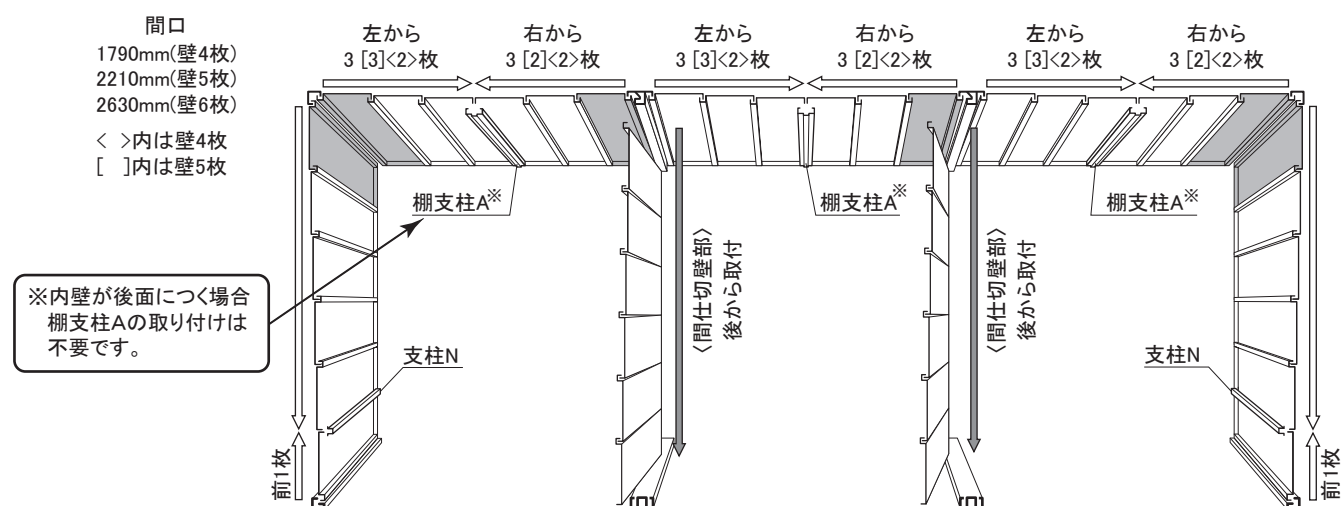 間口
1790mm(壁4枚)
2210mm(壁5枚)
2630mm(壁6枚)
< >内は壁4枚
[ ]内は壁5枚
左から
3 [3]<2>枚
右から
3 [2]<2>枚
左から
3 [3]<2>枚
右から
3 [2]<2>枚
左から
3 [3]<2>枚
右から
3 [2]<2>枚
棚支柱A※
棚支柱A※
棚支柱A※
※内壁が後面につく場合
棚支柱Aの取り付けは
不要です。
〈間仕切壁部〉
後から取付
〈間仕切壁部〉
後から取付
支柱N
支柱N
前1枚
前1枚